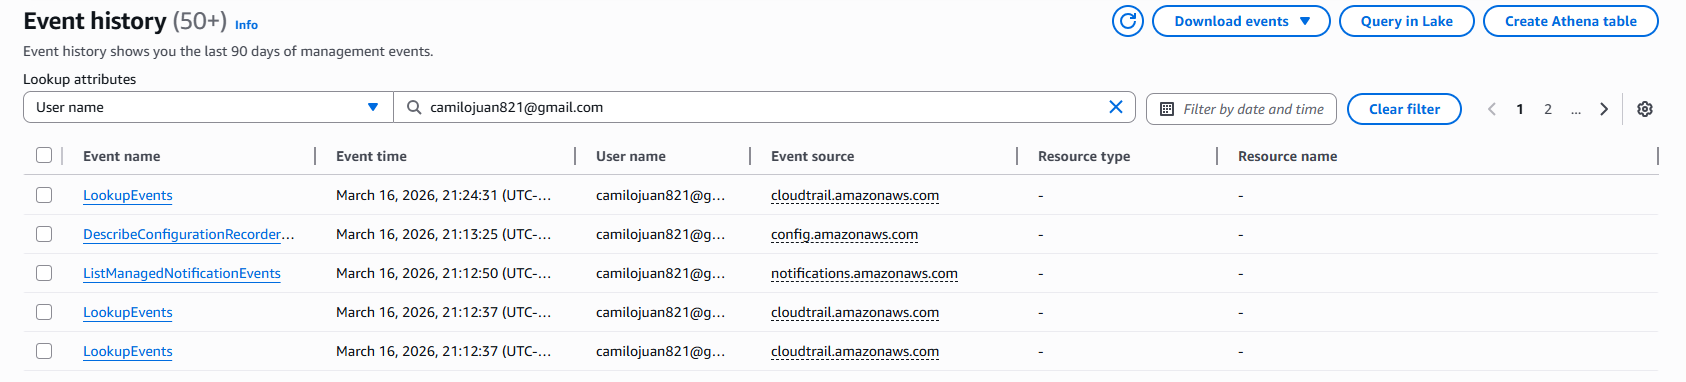 Event history (50+) Info
Download events
Query in Lake
Create Athena table
Event history shows you the last 90 days of management events.
Lookup attributes
User name
camilojuan821@gmail.com
Filter by date and time
Clear filter
1 2 ...
Event name Event time User name Event source Resource type Resource name
LookupEvents March 16, 2026, 21:24:31 (UTC-... camilojuan821@g... cloudtrail.amazonaws.com - -
DescribeConfigurationRecorder... March 16, 2026, 21:13:25 (UTC-... camilojuan821@g... config.amazonaws.com - -
ListManagedNotificationEvents March 16, 2026, 21:12:50 (UTC-... camilojuan821@g... notifications.amazonaws.com - -
LookupEvents March 16, 2026, 21:12:37 (UTC-... camilojuan821@g... cloudtrail.amazonaws.com - -
LookupEvents March 16, 2026, 21:12:37 (UTC-... camilojuan821@g... cloudtrail.amazonaws.com - -